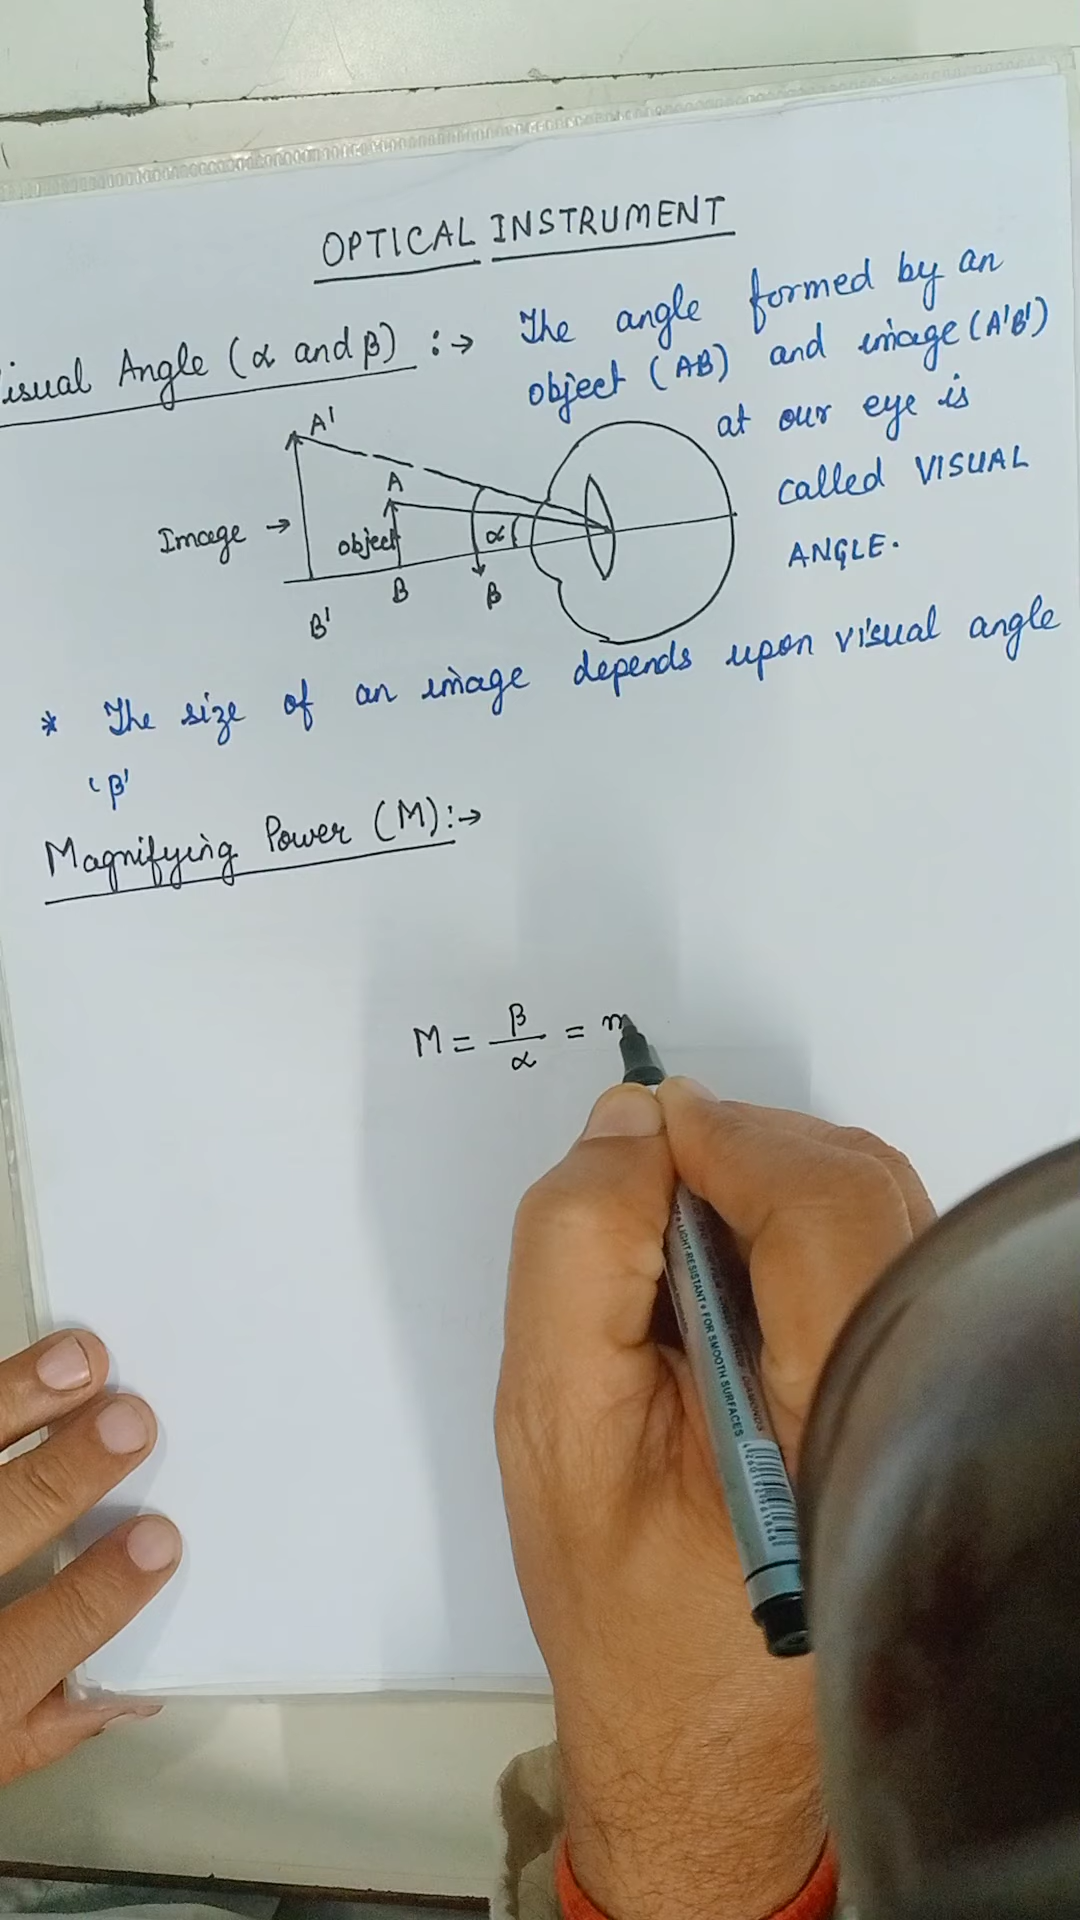 OPTICAL INSTRUMENT
isual Angle (α and β) :→ The angle formed by an
object (AB) and image (A'B')
at our eye is
called VISUAL
ANGLE.
A'
A
Image →
object
α
B
β
B'
* The size of an image depends upon visual angle
'β'
Magnifying Power (M):→
M = β/α = m
LIGHT-RESISTANT • FOR SMOOTH SURFACES